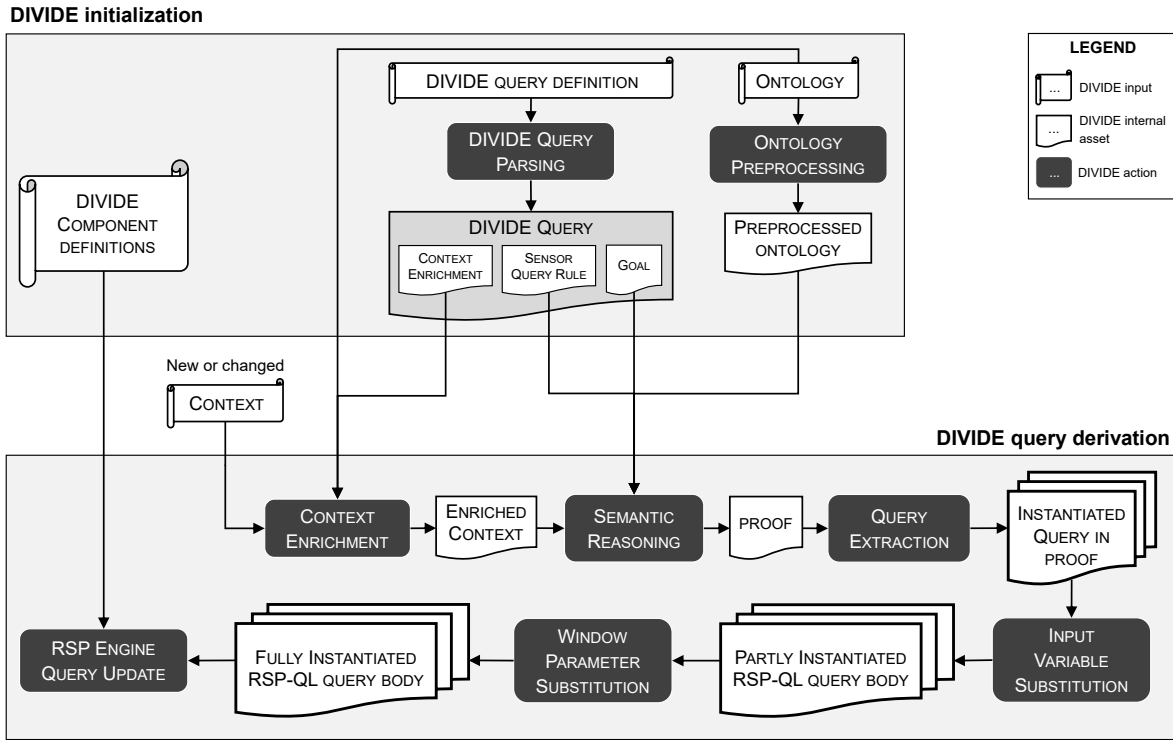 DIVIDE initialization
LEGEND
... DIVIDE input
... DIVIDE internal
asset
... DIVIDE action
DIVIDE QUERY DEFINITION
ONTOLOGY
DIVIDE QUERY
PARSING
ONTOLOGY
PREPROCESSING
DIVIDE
COMPONENT
DEFINITIONS
DIVIDE QUERY
CONTEXT
ENRICHMENT
SENSOR
QUERY RULE
GOAL
PREPROCESSED
ONTOLOGY
New or changed
CONTEXT
DIVIDE query derivation
CONTEXT
ENRICHMENT
ENRICHED
CONTEXT
SEMANTIC
REASONING
PROOF
QUERY
EXTRACTION
INSTANTIATED
QUERY IN
PROOF
RSP ENGINE
QUERY UPDATE
FULLY INSTANTIATED
RSP-QL QUERY BODY
WINDOW
PARAMETER
SUBSTITUTION
PARTLY INSTANTIATED
RSP-QL QUERY BODY
INPUT
VARIABLE
SUBSTITUTION